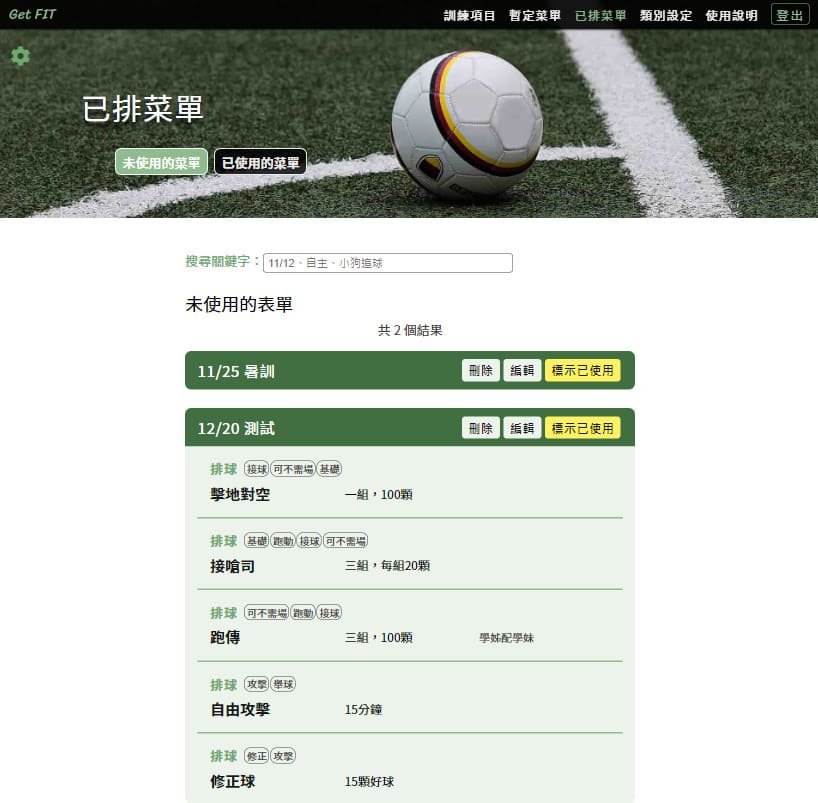 Get FIT
訓練項目 暫定菜單 已排菜單 類別設定 使用說明 登出
已排菜單
未使用的菜單 已使用的菜單
搜尋關鍵字： 11/12、自主、小狗追球
未使用的表單
共 2 個結果
11/25 暑訓 刪除 編輯 標示已使用
12/20 測試 刪除 編輯 標示已使用
排球 接球 可不需場 基礎
擊地對空 一組，100顆
排球 基礎 跑動 接球 可不需場
接嗆司 三組，每組20顆
排球 可不需場 跑動 接球
跑傳 三組，100顆 學姊配學妹
排球 攻擊 舉球
自由攻擊 15分鐘
排球 修正 攻擊
修正球 15顆好球